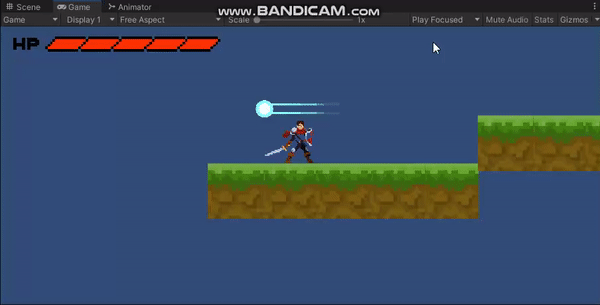 Scene Game Animator
www.BANDICAM.com
Game Display 1 Free Aspect Scale 1x Play Focused Mute Audio Stats Gizmos
HP